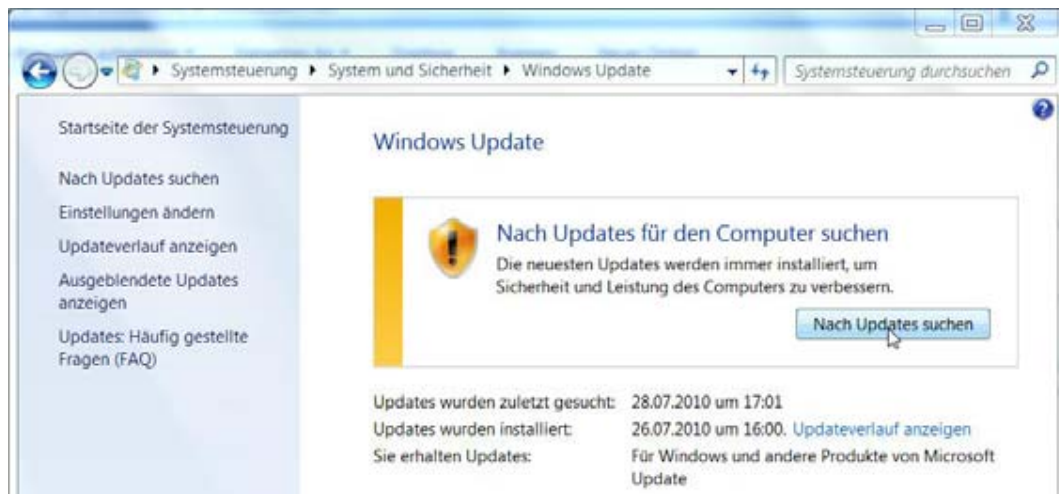 Systemsteuerung ▸ System und Sicherheit ▸ Windows Update
Systemsteuerung durchsuchen
Startseite der Systemsteuerung
Nach Updates suchen
Einstellungen ändern
Updateverlauf anzeigen
Ausgeblendete Updates
anzeigen
Updates: Häufig gestellte
Fragen (FAQ)
Windows Update
Nach Updates für den Computer suchen
Die neuesten Updates werden immer installiert, um
Sicherheit und Leistung des Computers zu verbessern.
Nach Updates suchen
Updates wurden zuletzt gesucht: 28.07.2010 um 17:01
Updates wurden installiert: 26.07.2010 um 16:00. Updateverlauf anzeigen
Sie erhalten Updates: Für Windows und andere Produkte von Microsoft
Update